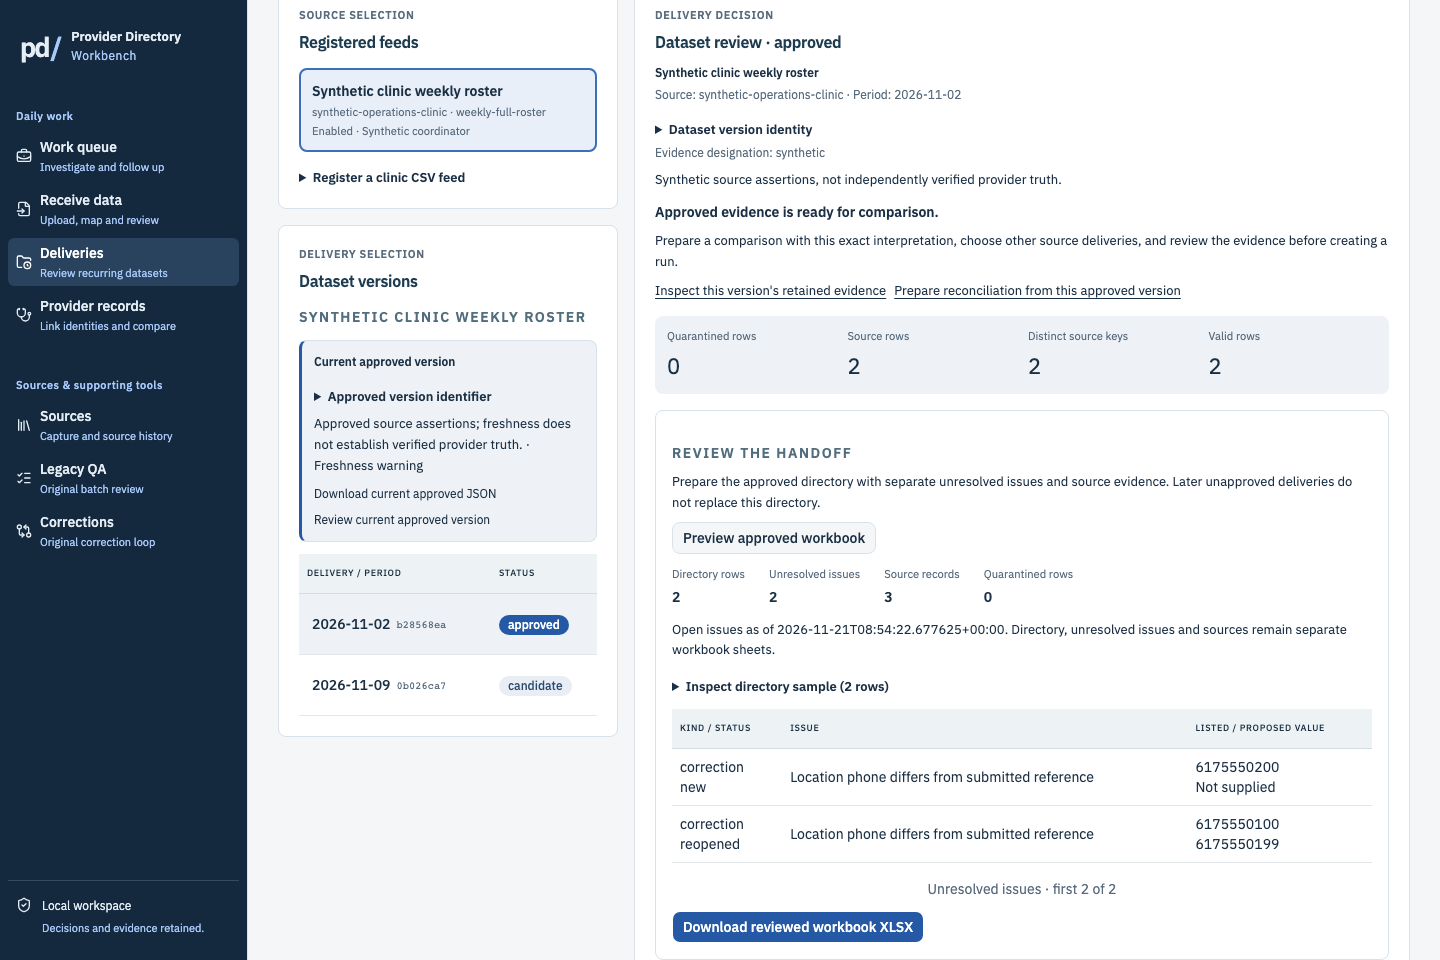 pd/
Provider Directory
Workbench
Daily work
Work queue
Investigate and follow up
Receive data
Upload, map and review
Deliveries
Review recurring datasets
Provider records
Link identities and compare
Sources & supporting tools
Sources
Capture and source history
Legacy QA
Original batch review
Corrections
Original correction loop
Local workspace
Decisions and evidence retained.
SOURCE SELECTION
Registered feeds
Synthetic clinic weekly roster
synthetic-operations-clinic · weekly-full-roster
Enabled · Synthetic coordinator
Register a clinic CSV feed
DELIVERY SELECTION
Dataset versions
SYNTHETIC CLINIC WEEKLY ROSTER
Current approved version
Approved version identifier
Approved source assertions; freshness does
not establish verified provider truth. ·
Freshness warning
Download current approved JSON
Review current approved version
DELIVERY / PERIOD STATUS
2026-11-02 b28568ea approved
2026-11-09 0b026ca7 candidate
DELIVERY DECISION
Dataset review · approved
Synthetic clinic weekly roster
Source: synthetic-operations-clinic · Period: 2026-11-02
Dataset version identity
Evidence designation: synthetic
Synthetic source assertions, not independently verified provider truth.
Approved evidence is ready for comparison.
Prepare a comparison with this exact interpretation, choose other source deliveries, and review the evidence before creating a
run.
Inspect this version's retained evidence Prepare reconciliation from this approved version
Quarantined rows Source rows Distinct source keys Valid rows
0 2 2 2
REVIEW THE HANDOFF
Prepare the approved directory with separate unresolved issues and source evidence. Later unapproved deliveries do
not replace this directory.
Preview approved workbook
Directory rows Unresolved issues Source records Quarantined rows
2 2 3 0
Open issues as of 2026-11-21T08:54:22.677625+00:00. Directory, unresolved issues and sources remain separate
workbook sheets.
Inspect directory sample (2 rows)
KIND / STATUS ISSUE LISTED / PROPOSED VALUE
correction
new
Location phone differs from submitted reference
6175550200
Not supplied
correction
reopened
Location phone differs from submitted reference
6175550100
6175550199
Unresolved issues · first 2 of 2
Download reviewed workbook XLSX